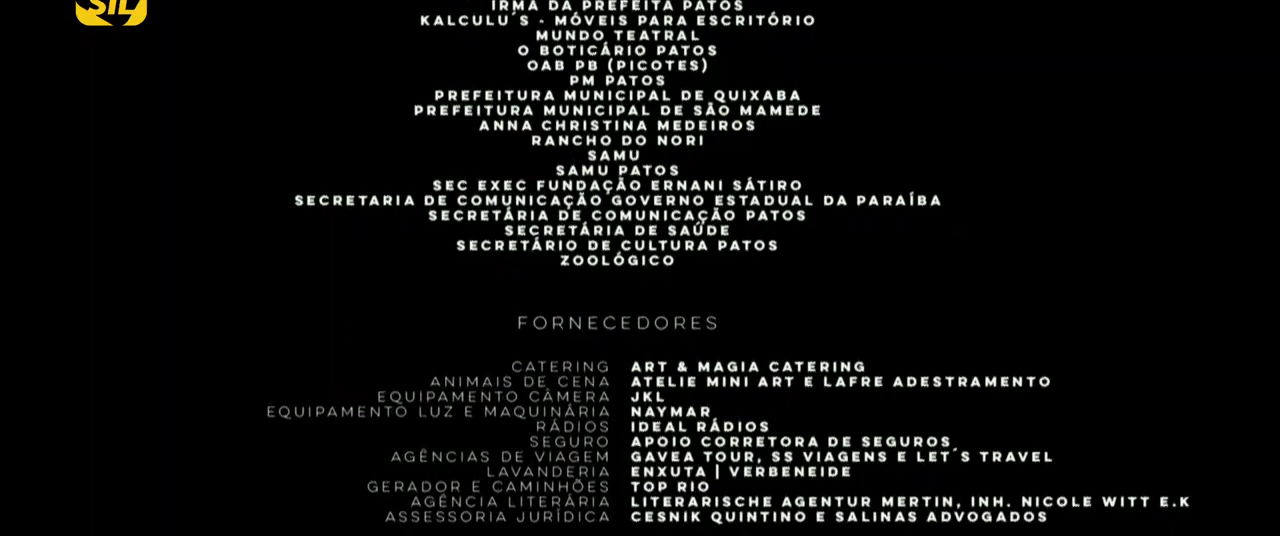 SIC
IRMÃ DA PREFEITA PATOS
KALCULU´S - MÓVEIS PARA ESCRITÓRIO
MUNDO TEATRAL
O BOTICÁRIO PATOS
OAB PB (PICOTES)
PM PATOS
PREFEITURA MUNICIPAL DE QUIXABA
PREFEITURA MUNICIPAL DE SÃO MAMEDE
ANNA CHRISTINA MEDEIROS
RANCHO DO NORI
SAMU
SAMU PATOS
SEC EXEC FUNDAÇÃO ERNANI SÁTIRO
SECRETARIA DE COMUNICAÇÃO GOVERNO ESTADUAL DA PARAÍBA
SECRETÁRIA DE COMUNICAÇÃO PATOS
SECRETÁRIA DE SAÚDE
SECRETÁRIO DE CULTURA PATOS
ZOOLÓGICO
FORNECEDORES
CATERING ART & MAGIA CATERING
ANIMAIS DE CENA ATELIE MINI ART E LAFRE ADESTRAMENTO
EQUIPAMENTO CÂMERA JKL
EQUIPAMENTO LUZ E MAQUINÁRIA NAYMAR
RÁDIOS IDEAL RÁDIOS
SEGURO APOIO CORRETORA DE SEGUROS
AGÊNCIAS DE VIAGEM GAVEA TOUR, SS VIAGENS E LET´S TRAVEL
LAVANDERIA ENXUTA | VERBENEIDE
GERADOR E CAMINHÕES TOP RIO
AGÊNCIA LITERÁRIA LITERARISCHE AGENTUR MERTIN, INH. NICOLE WITT E.K
ASSESSORIA JURÍDICA CESNIK QUINTINO E SALINAS ADVOGADOS